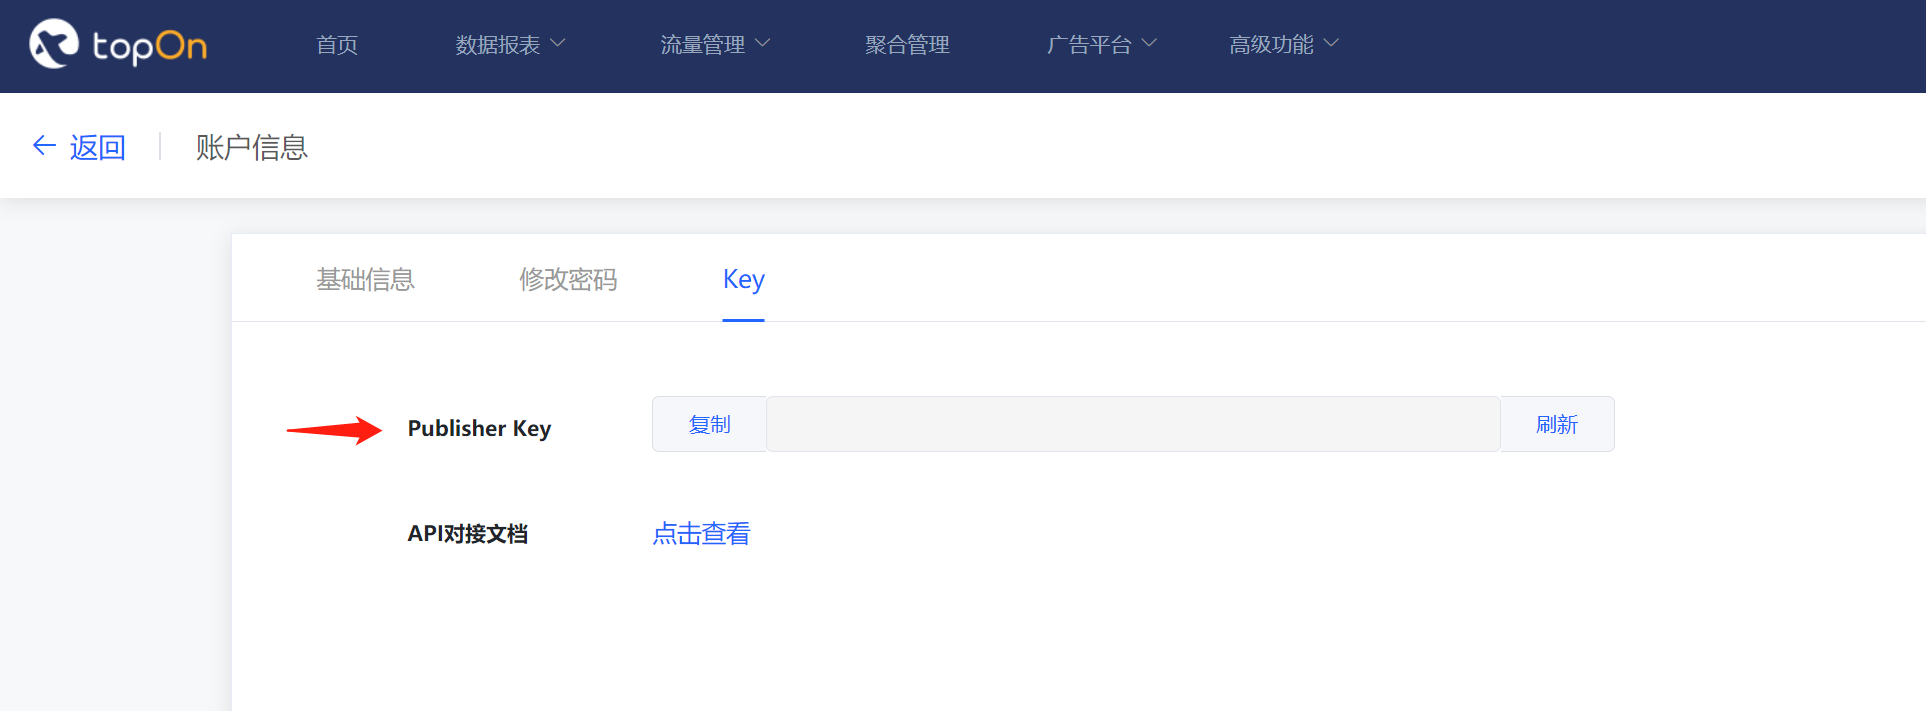 topOn 首页 数据报表 流量管理 聚合管理 广告平台 高级功能
返回 账户信息
基础信息 修改密码 Key
Publisher Key 复制 刷新
API对接文档 点击查看